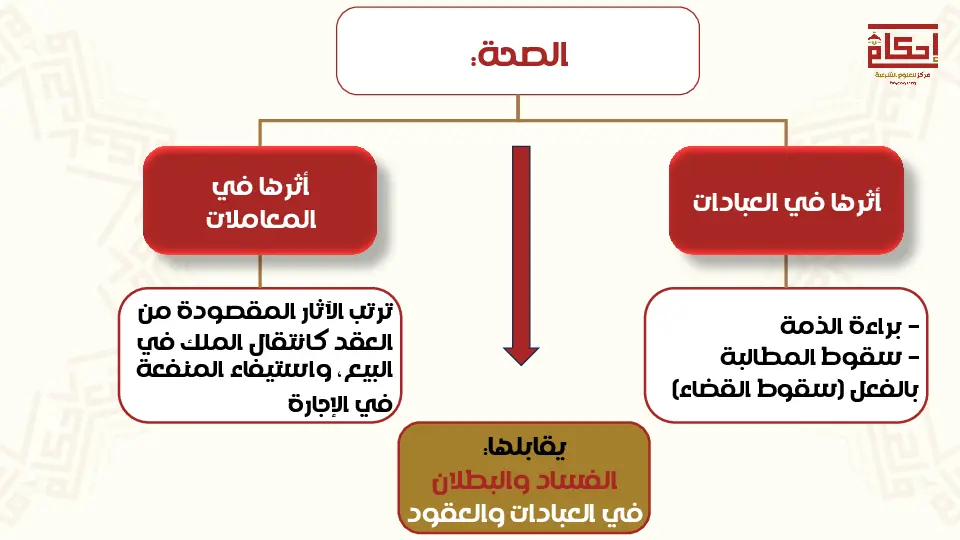 الصحة:
إحكام
مركز للعلوم الشرعية
أثرها في العبادات
- براءة الذمة
- سقوط المطالبة
بالفعل (سقوط القضاء)
أثرها في
المعاملات
ترتب الآثار المقصودة من
العقد كانتقال الملك في
البيع، واستيفاء المنفعة
في الإجارة
يقابلها:
الفساد والبطلان
في العبادات والعقود